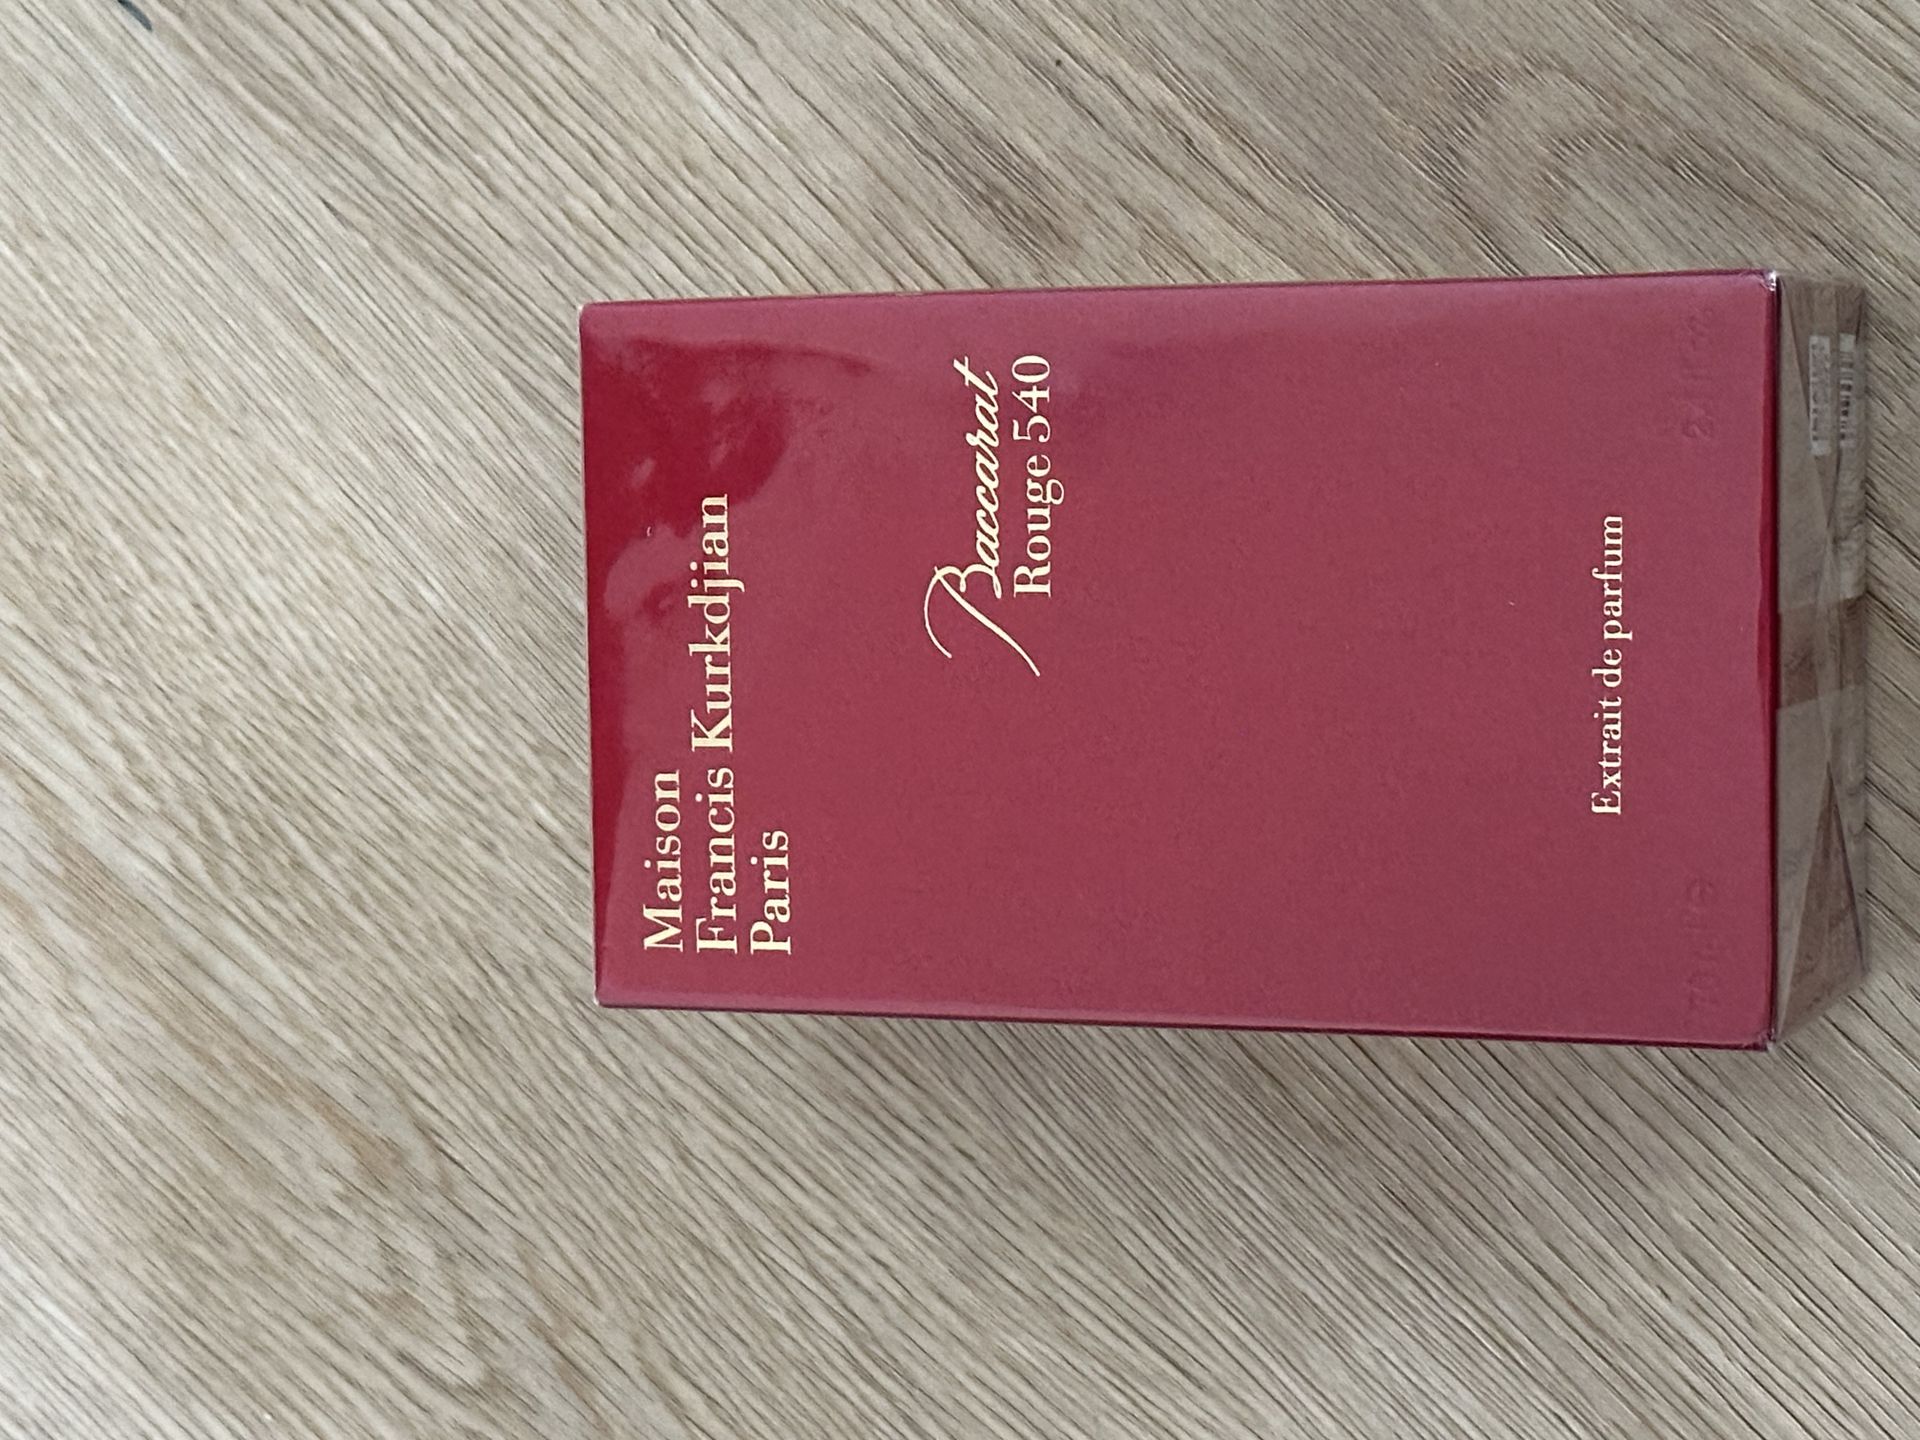 Maison
Francis Kurkdjian
Paris
Baccarat
Rouge 540
Extrait de parfum